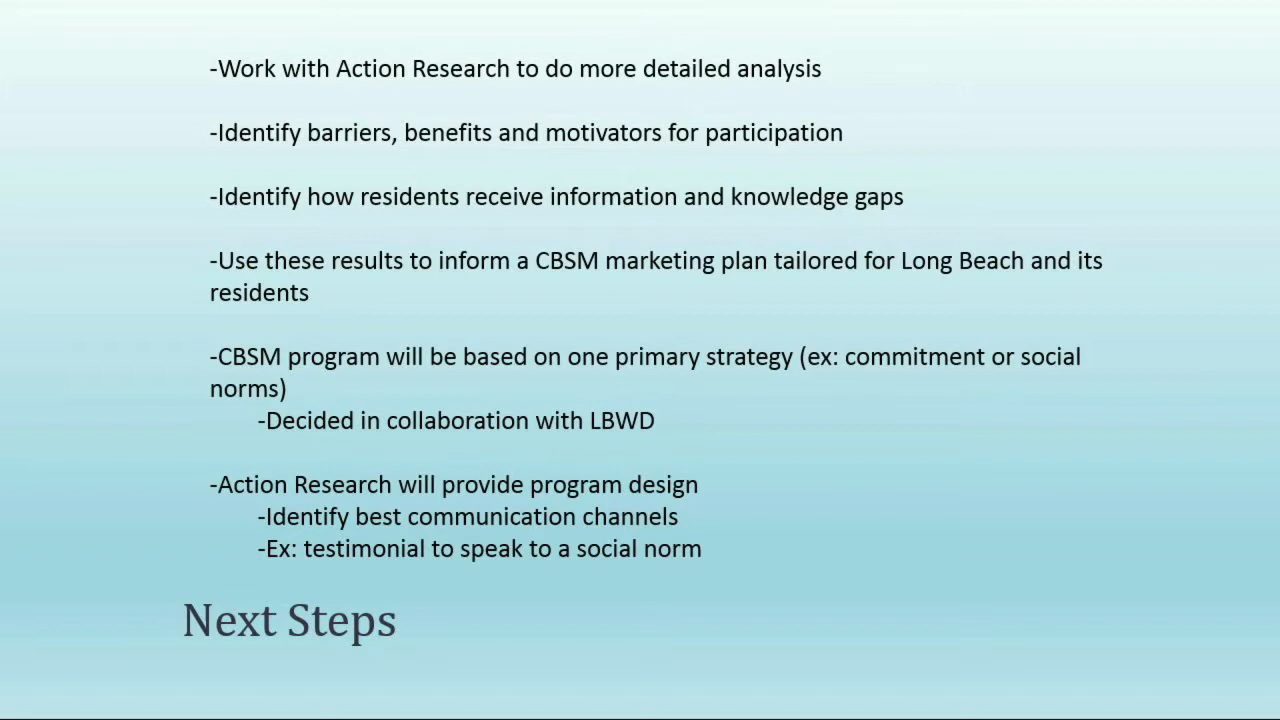 -Work with Action Research to do more detailed analysis
-Identify barriers, benefits and motivators for participation
-Identify how residents receive information and knowledge gaps
-Use these results to inform a CBSM marketing plan tailored for Long Beach and its
residents
-CBSM program will be based on one primary strategy (ex: commitment or social
norms)
-Decided in collaboration with LBWD
-Action Research will provide program design
-Identify best communication channels
-Ex: testimonial to speak to a social norm
Next Steps